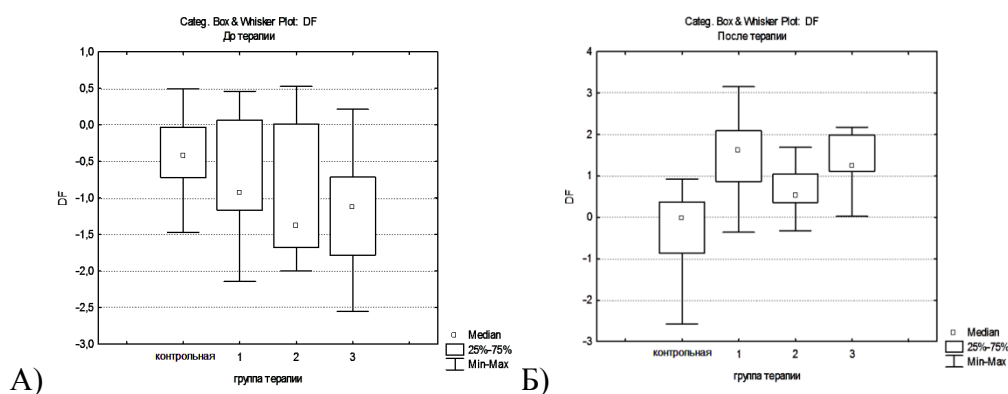 Categ. Box & Whisker Plot: DF
До терапии
1,0
0,5
0,0
-0,5
-1,0
-1,5
-2,0
-2,5
-3,0
DF
контрольная 1 2 3
группа терапии
Median
25%-75%
Min-Max
А)
Categ. Box & Whisker Plot: DF
После терапии
4
3
2
1
0
-1
-2
-3
DF
контрольная 1 2 3
группа терапии
Median
25%-75%
Min-Max
Б)